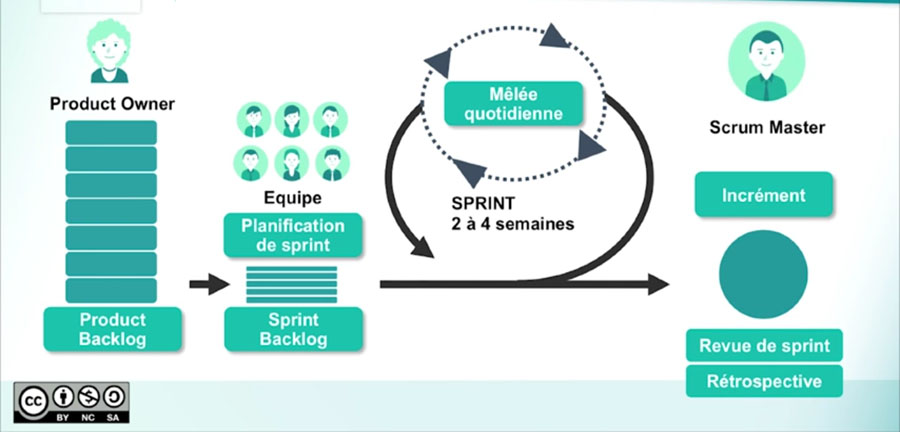 Product Owner
Equipe
Planification
de sprint
Product
Backlog
Sprint
Backlog
Mêlée
quotidienne
SPRINT
2 à 4 semaines
Scrum Master
Incrément
Revue de sprint
Rétrospective
cc
BY NC SA